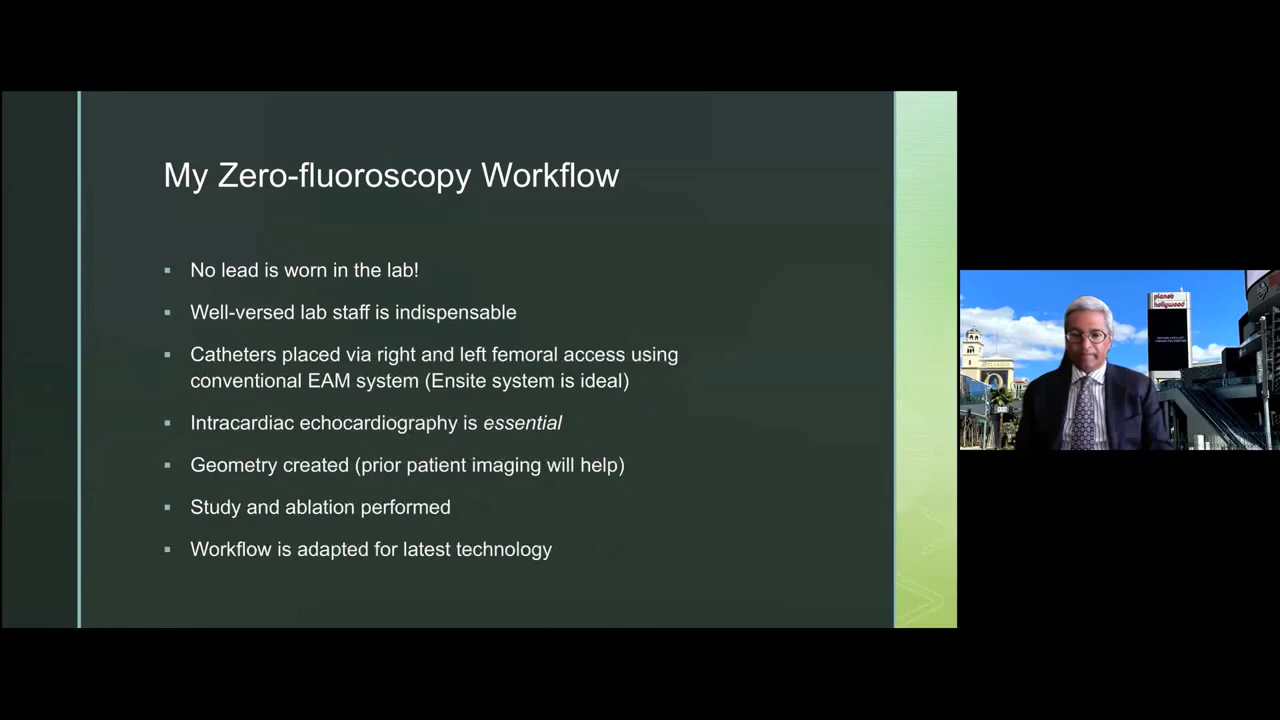 My Zero-fluoroscopy Workflow
▪ No lead is worn in the lab!
▪ Well-versed lab staff is indispensable
▪ Catheters placed via right and left femoral access using
conventional EAM system (Ensite system is ideal)
▪ Intracardiac echocardiography is essential
▪ Geometry created (prior patient imaging will help)
▪ Study and ablation performed
▪ Workflow is adapted for latest technology
planet
hollywood